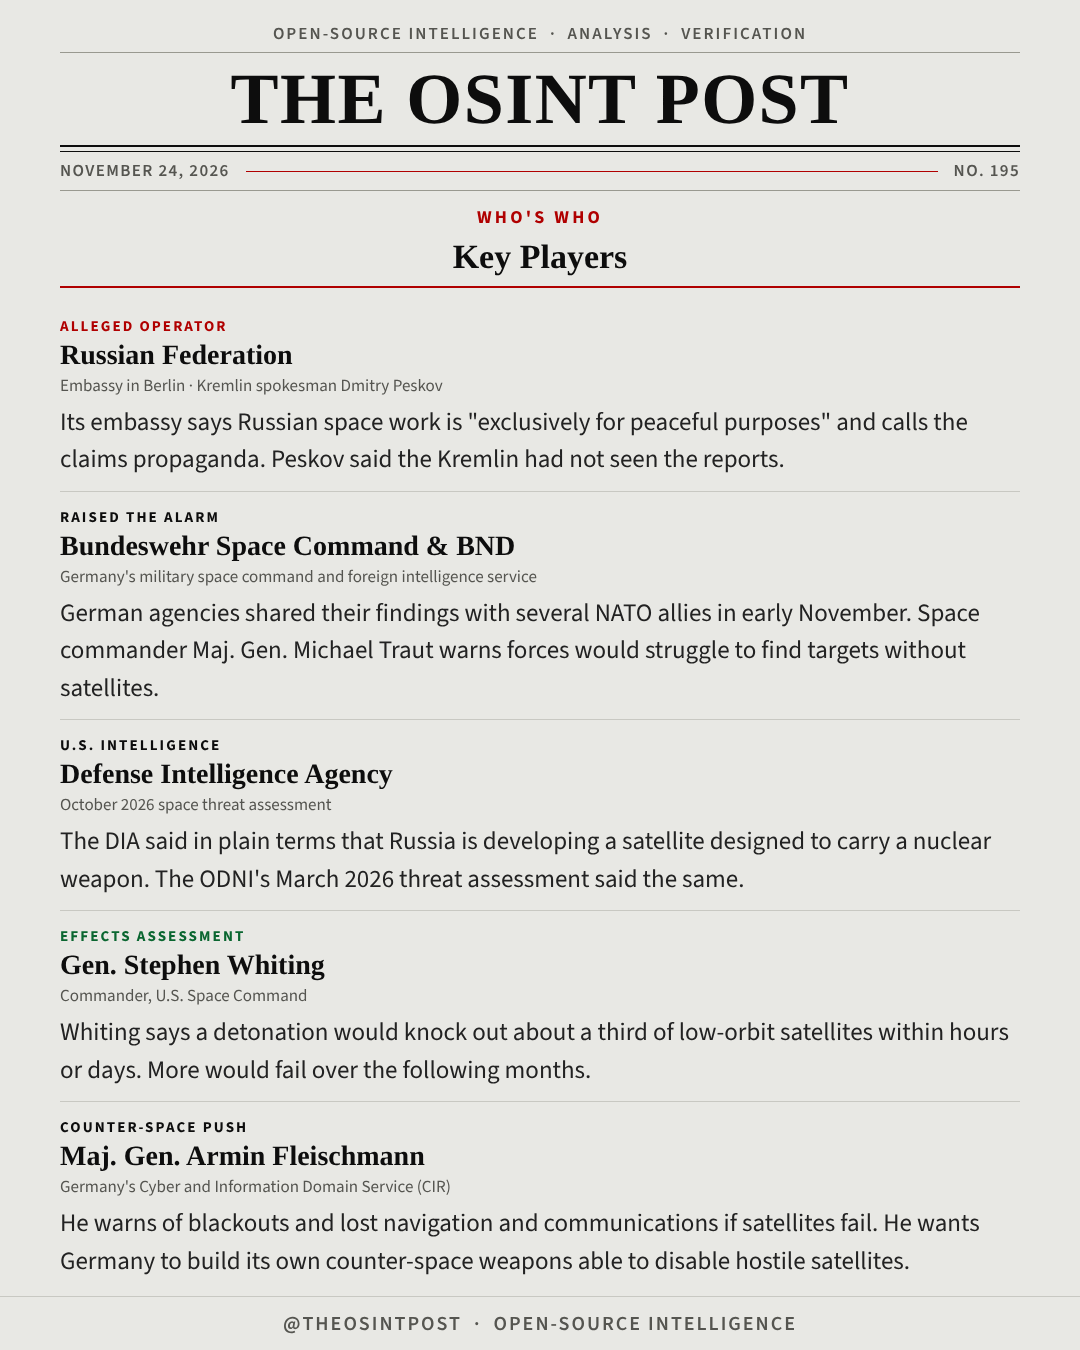 OPEN-SOURCE INTELLIGENCE · ANALYSIS · VERIFICATION
THE OSINT POST
NOVEMBER 24, 2026
NO. 195
WHO'S WHO
Key Players
ALLEGED OPERATOR
Russian Federation
Embassy in Berlin · Kremlin spokesman Dmitry Peskov
Its embassy says Russian space work is "exclusively for peaceful purposes" and calls the
claims propaganda. Peskov said the Kremlin had not seen the reports.
RAISED THE ALARM
Bundeswehr Space Command & BND
Germany's military space command and foreign intelligence service
German agencies shared their findings with several NATO allies in early November. Space
commander Maj. Gen. Michael Traut warns forces would struggle to find targets without
satellites.
U.S. INTELLIGENCE
Defense Intelligence Agency
October 2026 space threat assessment
The DIA said in plain terms that Russia is developing a satellite designed to carry a nuclear
weapon. The ODNI's March 2026 threat assessment said the same.
EFFECTS ASSESSMENT
Gen. Stephen Whiting
Commander, U.S. Space Command
Whiting says a detonation would knock out about a third of low-orbit satellites within hours
or days. More would fail over the following months.
COUNTER-SPACE PUSH
Maj. Gen. Armin Fleischmann
Germany's Cyber and Information Domain Service (CIR)
He warns of blackouts and lost navigation and communications if satellites fail. He wants
Germany to build its own counter-space weapons able to disable hostile satellites.
@THEOSINTPOST · OPEN-SOURCE INTELLIGENCE